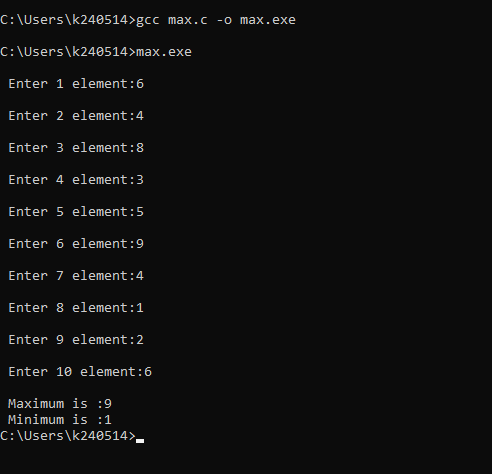 C:\Users\k240514>gcc max.c -o max.exe
C:\Users\k240514>max.exe
Enter 1 element:6
Enter 2 element:4
Enter 3 element:8
Enter 4 element:3
Enter 5 element:5
Enter 6 element:9
Enter 7 element:4
Enter 8 element:1
Enter 9 element:2
Enter 10 element:6
Maximum is :9
Minimum is :1
C:\Users\k240514>